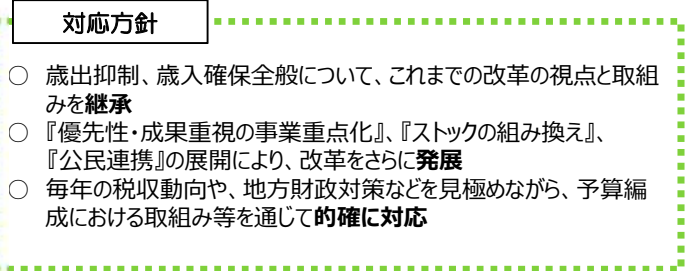 対応方針
○ 歳出抑制、歳入確保全般について、これまでの改革の視点と取組
みを継承
○ 『優先性・成果重視の事業重点化』、『ストックの組み換え』、
『公民連携』の展開により、改革をさらに発展
○ 毎年の税収動向や、地方財政対策などを見極めながら、予算編
成における取組み等を通じて的確に対応